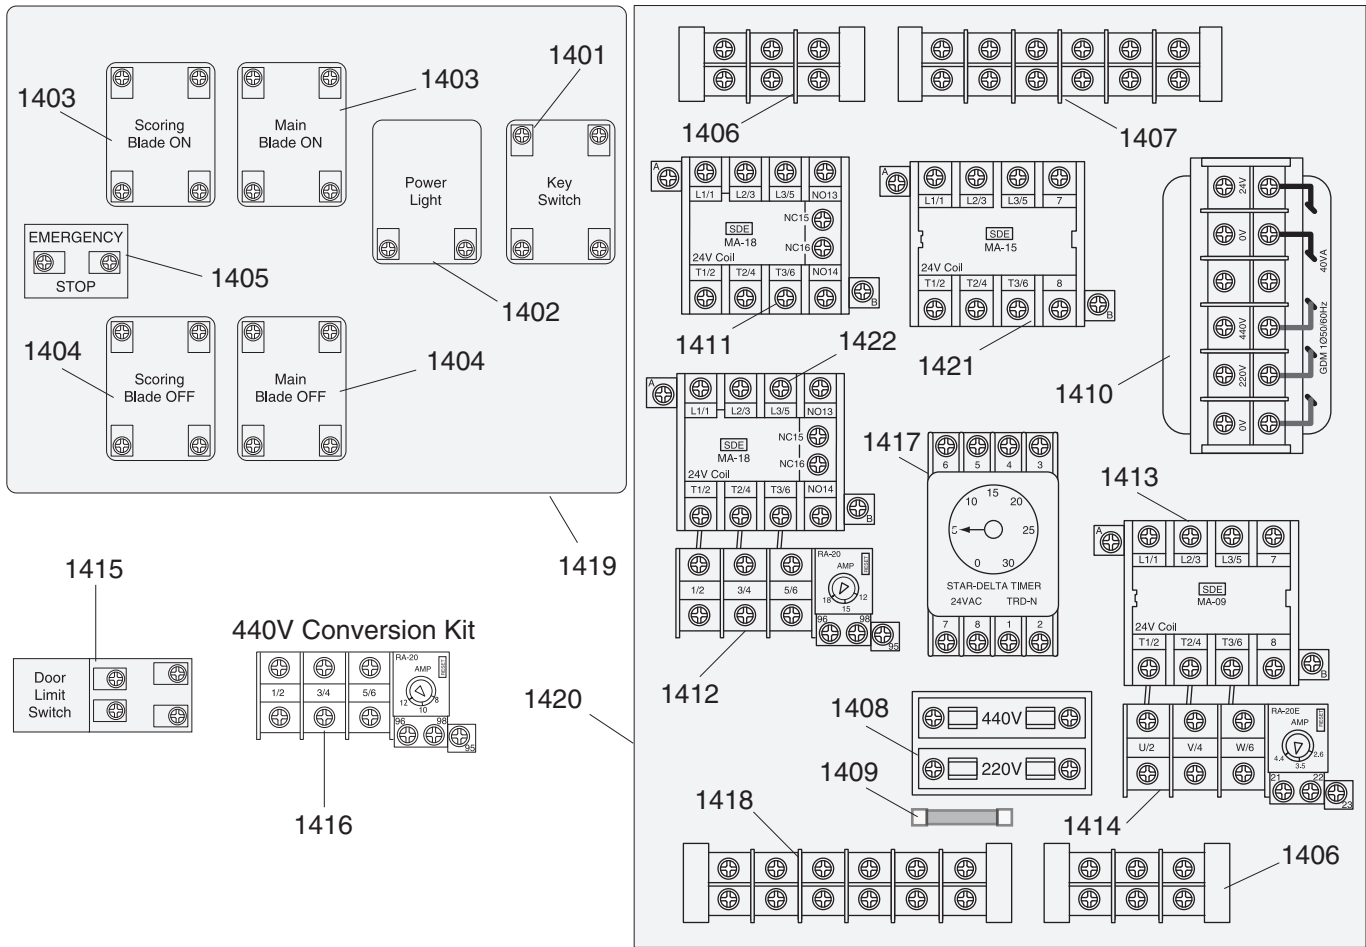 1403
Scoring
Blade ON
1403
Main
Blade ON
1401
Power
Light
Key
Switch
EMERGENCY
STOP
1405
1402
1404
Scoring
Blade OFF
Main
Blade OFF
1404
1419
1415
Door
Limit
Switch
440V Conversion Kit
1/2 3/4 5/6
RA-20
AMP
RESET
12 10 8
96 98
95
1416
1420
1406
1407
A
L1/1 L2/3 L3/5 NO13
NC15
SDE
MA-18
NC16
24V Coil
T1/2 T2/4 T3/6 NO14
B
1411
A
L1/1 L2/3 L3/5 7
SDE
MA-15
24V Coil
T1/2 T2/4 T3/6 8
B
1421
24V
0V
440V
220V
0V
40VA
GDM 1Ø50/60Hz
1410
1422
A
L1/1 L2/3 L3/5 NO13
NC15
SDE
MA-18
NC16
24V Coil
T1/2 T2/4 T3/6 NO14
B
1/2 3/4 5/6
RA-20
AMP
RESET
18 15 12
96 98
95
1412
1417
6 5 4 3
0 5 10 15 20 25 30
STAR-DELTA TIMER
24VAC TRD-N
7 8 1 2
1413
A
L1/1 L2/3 L3/5 7
SDE
MA-09
24V Coil
T1/2 T2/4 T3/6 8
B
U/2 V/4 W/6
RA-20E
AMP
RESET
4.4 3.5 2.6
21 22
23
1414
1408
440V
220V
1409
1418
1406